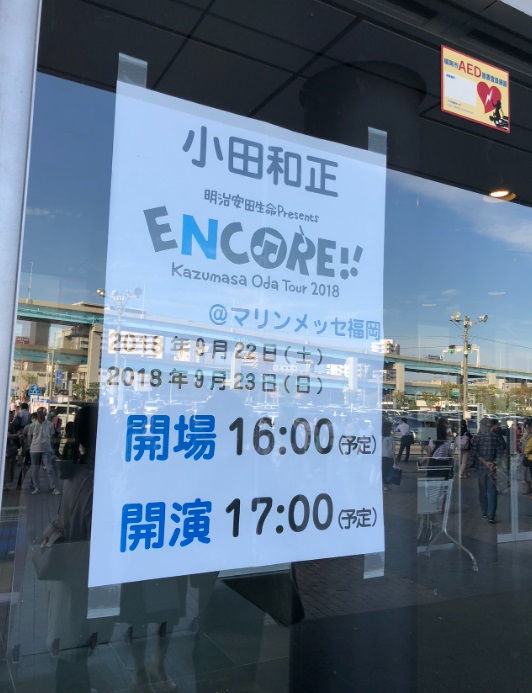 小田和正
明治安田生命Presents
ENCORE!!
Kazumasa Oda Tour 2018
@マリンメッセ福岡
2018年9月22日(土)
2018年9月23日(日)
開場 16:00(予定)
開演 17:00(予定)
AED